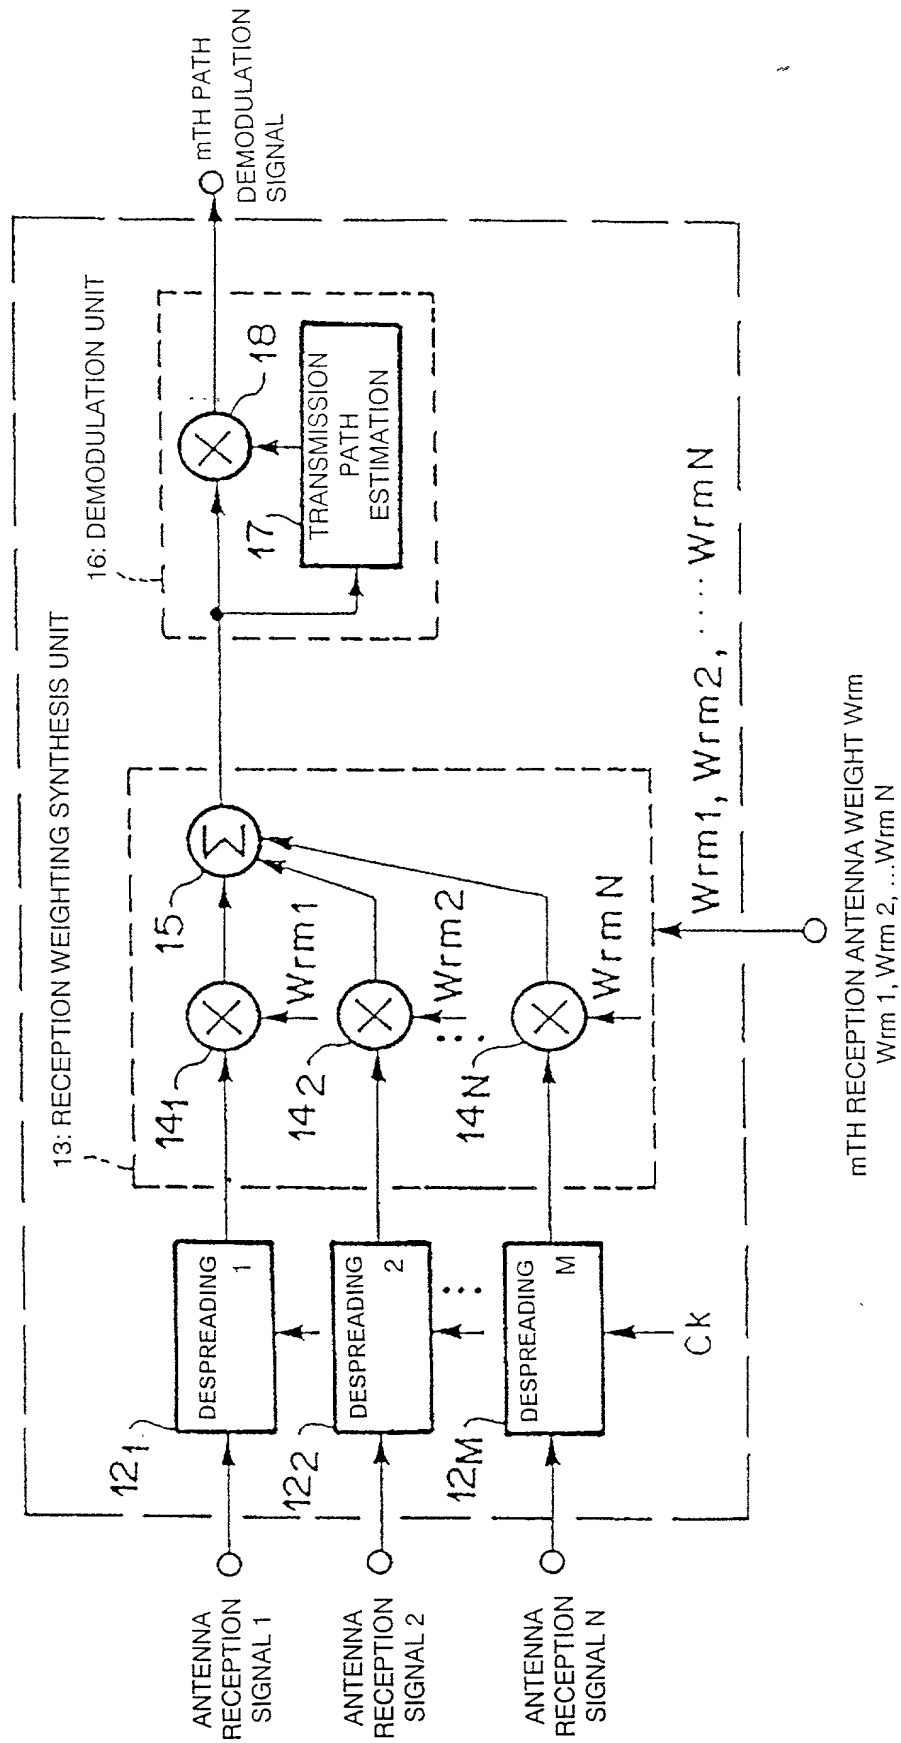 13: RECEPTION WEIGHTING SYNTHESIS UNIT
16: DEMODULATION UNIT
mTH PATH
DEMODULATION
SIGNAL
ANTENNA
RECEPTION
SIGNAL 1
12₁
DESPREADING
1
14₁
Wrm1
15
Σ
18
17
TRANSMISSION
PATH
ESTIMATION
ANTENNA
RECEPTION
SIGNAL 2
12₂
DESPREADING
2
14₂
Wrm2
ANTENNA
RECEPTION
SIGNAL N
12M
DESPREADING
M
14N
WrmN
Ck
Wrm1, Wrm2, ····· WrmN
mTH RECEPTION ANTENNA WEIGHT Wrm
Wrm 1, Wrm 2, ...Wrm N